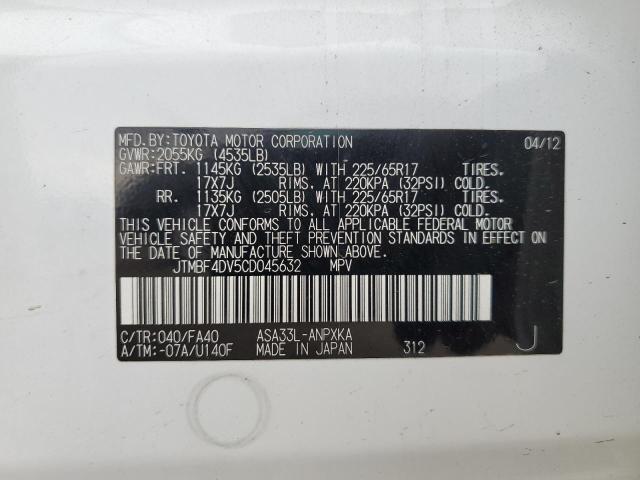 MFD.BY:TOYOTA MOTOR CORPORATION 04/12
GVWR:2055KG (4535LB)
GAWR:FRT. 1145KG (2535LB) WITH 225/65R17 TIRES.
17X7J RIMS. AT 220KPA (32PSI) COLD.
RR. 1135KG (2505LB) WITH 225/65R17 TIRES.
17X7J RIMS. AT 220KPA (32PSI) COLD.
THIS VEHICLE CONFORMS TO ALL APPLICABLE FEDERAL MOTOR
VEHICLE SAFETY AND THEFT PREVENTION STANDARDS IN EFFECT ON
THE DATE OF MANUFACTURE SHOWN ABOVE.
JTMBF4DV5CD045632 MPV
C/TR:040/FA40 ASA33L-ANPXKA
A/TM:-07A/U140F MADE IN JAPAN 312 J